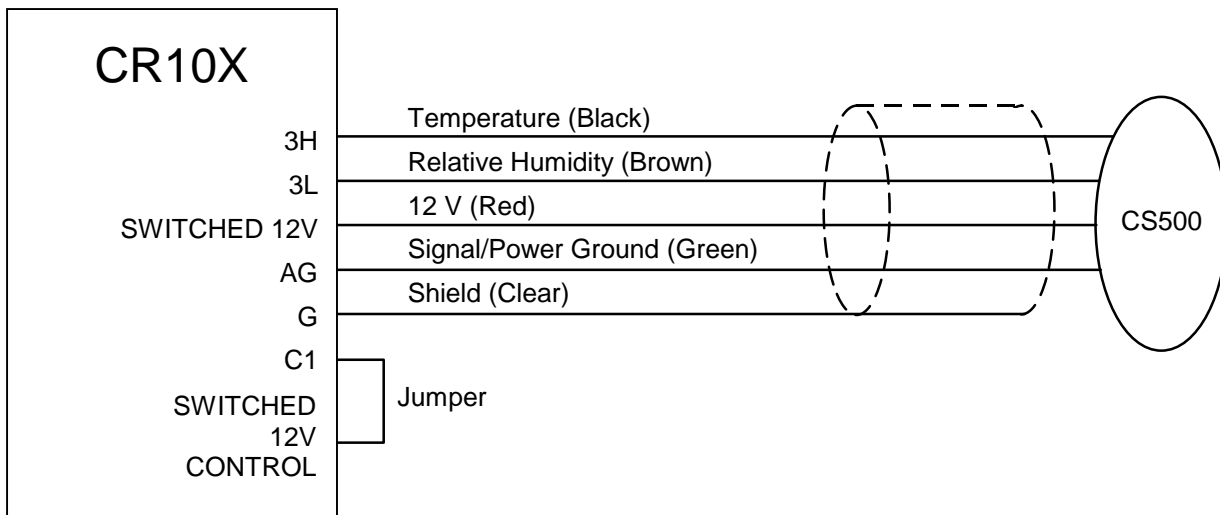 CR10X
3H
Temperature (Black)
3L
Relative Humidity (Brown)
SWITCHED 12V
12 V (Red)
AG
Signal/Power Ground (Green)
G
Shield (Clear)
CS500
C1
SWITCHED
12V
CONTROL
Jumper